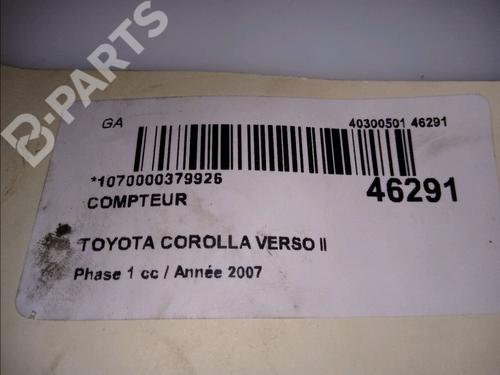 B-PARTS
GA 40300501 46291
*1070000379926
46291
COMPTEUR
TOYOTA COROLLA VERSO II
Phase 1 cc / Année 2007